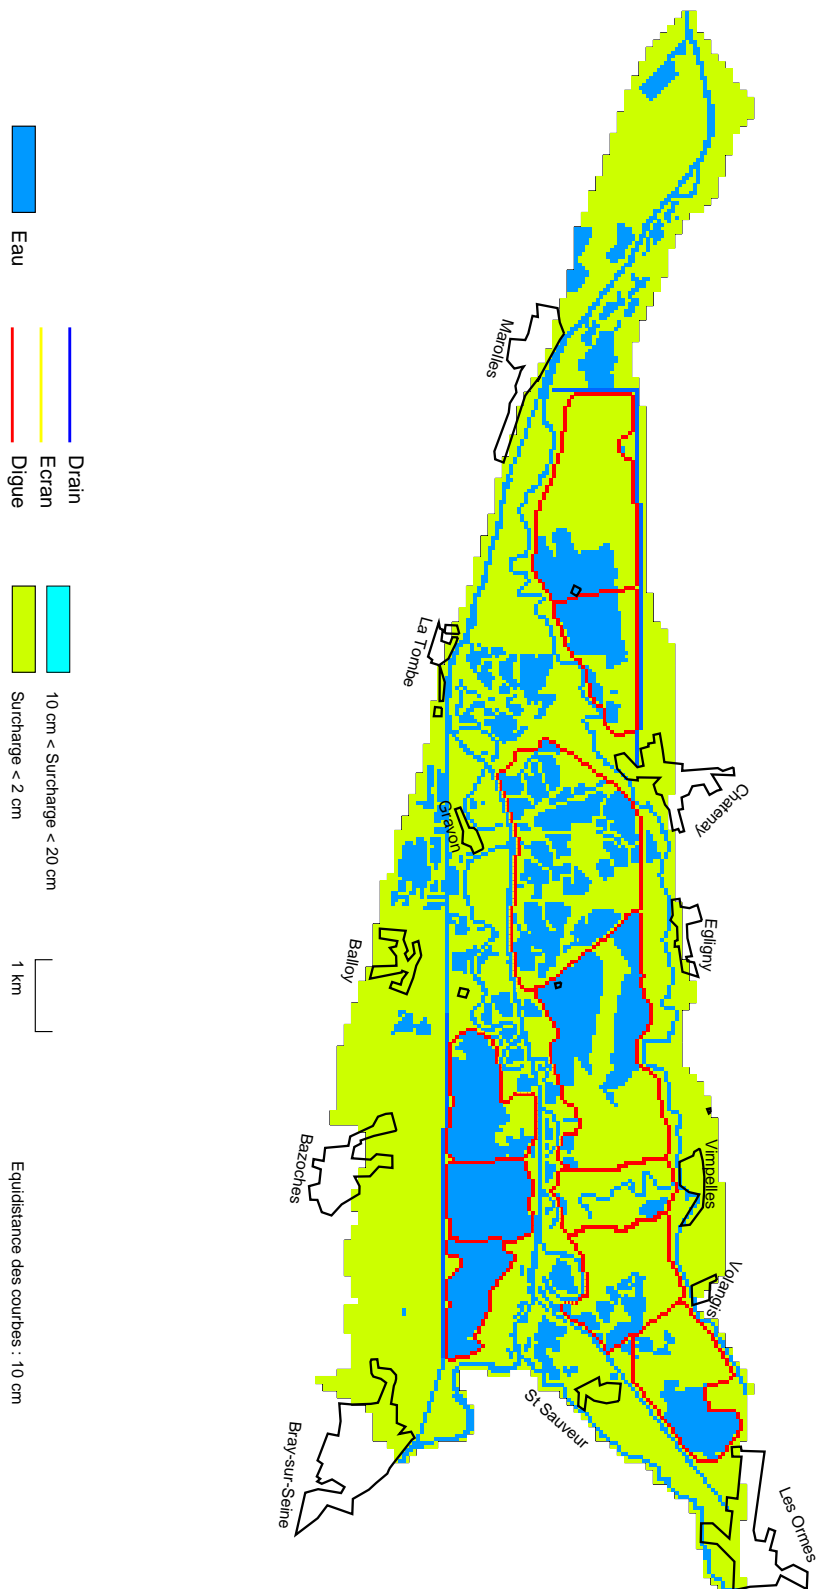 Marolles
La Tombe
Chatenay
Gravon
Egligny
Balloy
Vimpelles
Bazoches
Volangis
St Sauveur
Bray-sur-Seine
Les Ormes
Eau
Drain
Ecran
Digue
10 cm < Surcharge < 20 cm
Surcharge < 2 cm
1 km
Equidistance des courbes : 10 cm